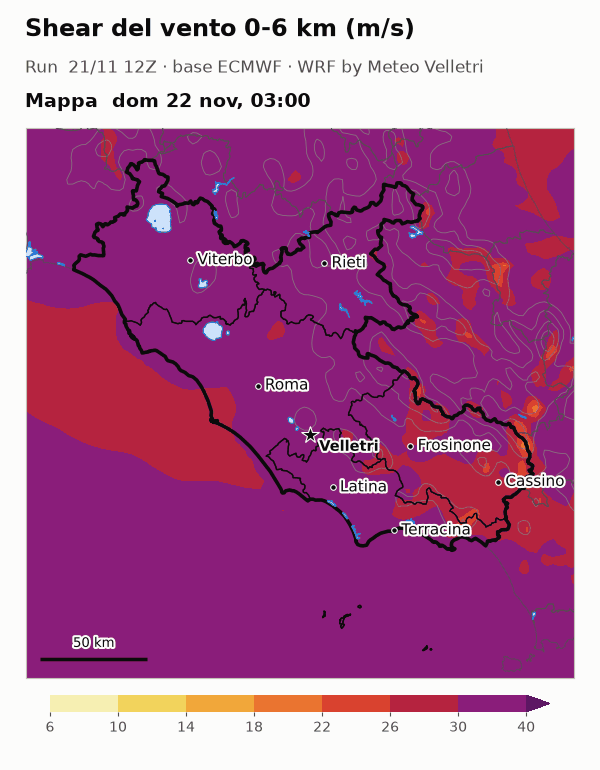 Shear del vento 0-6 km (m/s)
Run  21/11 12Z · base ECMWF · WRF by Meteo Velletri
Mappa  dom 22 nov, 03:00
Viterbo
Rieti
Roma
Velletri
Frosinone
Latina
Cassino
Terracina
50 km
6 10 14 18 22 26 30 40